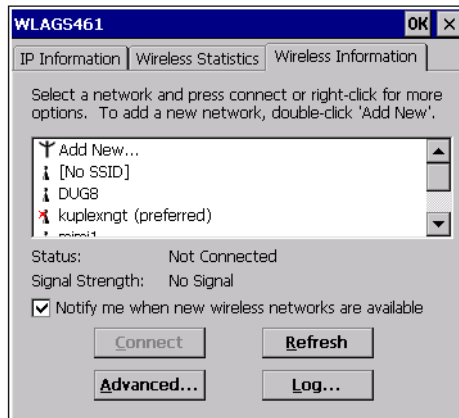 WLAGS461 OK ×
IP Information Wireless Statistics Wireless Information
Select a network and press connect or right-click for more
options. To add a new network, double-click 'Add New'.
Add New...
[No SSID]
DUG8
kuplexngt (preferred)
mimi1
Status: Not Connected
Signal Strength: No Signal
Notify me when new wireless networks are available
Connect Refresh
Advanced... Log...